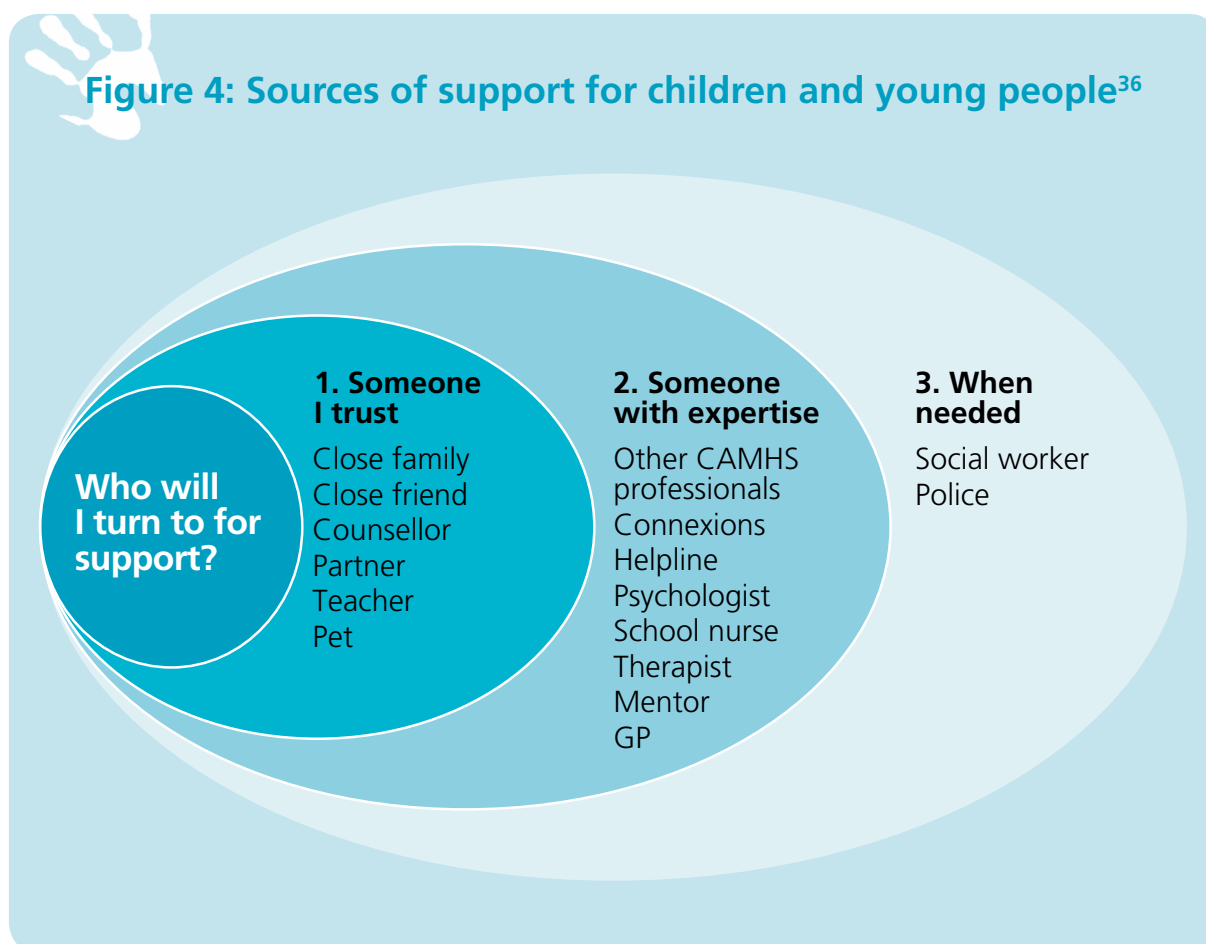 Figure 4: Sources of support for children and young people36
Who will
I turn to for
support?
1. Someone
I trust
Close family
Close friend
Counsellor
Partner
Teacher
Pet
2. Someone
with expertise
Other CAMHS
professionals
Connexions
Helpline
Psychologist
School nurse
Therapist
Mentor
GP
3. When
needed
Social worker
Police